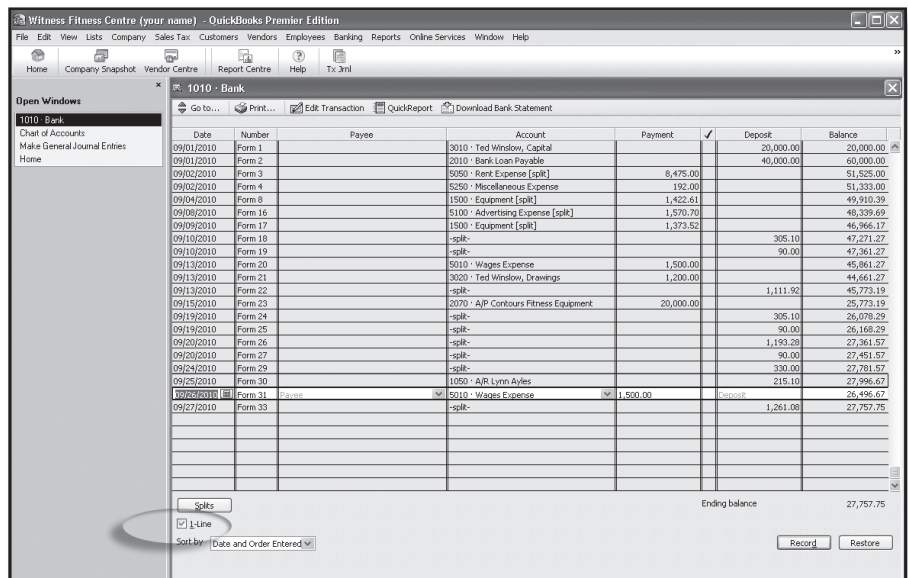 Witness Fitness Centre (your name) - QuickBooks Premier Edition
File Edit View Lists Company Sales Tax Customers Vendors Employees Banking Reports Online Services Window Help
Home Company Snapshot Vendor Centre Report Centre Help Tx Jrnl »
Open Windows
1010 · Bank
Chart of Accounts
Make General Journal Entries
Home
1010 · Bank
Go to... Print... Edit Transaction QuickReport Download Bank Statement
Date Number Payee Account Payment ✓ Deposit Balance
09/01/2010 Form 1 3010 · Ted Winslow, Capital 20,000.00 20,000.00
09/01/2010 Form 2 2010 · Bank Loan Payable 40,000.00 60,000.00
09/02/2010 Form 3 5050 · Rent Expense [split] 8,475.00 51,525.00
09/02/2010 Form 4 5250 · Miscellaneous Expense 192.00 51,333.00
09/04/2010 Form 8 1500 · Equipment [split] 1,422.61 49,910.39
09/08/2010 Form 16 5100 · Advertising Expense [split] 1,570.70 48,339.69
09/09/2010 Form 17 1500 · Equipment [split] 1,373.52 46,966.17
09/10/2010 Form 18 -split- 305.10 47,271.27
09/10/2010 Form 19 -split- 90.00 47,361.27
09/13/2010 Form 20 5010 · Wages Expense 1,500.00 45,861.27
09/13/2010 Form 21 3020 · Ted Winslow, Drawings 1,200.00 44,661.27
09/13/2010 Form 22 -split- 1,111.92 45,773.19
09/15/2010 Form 23 2070 · A/P Contours Fitness Equipment 20,000.00 25,773.19
09/19/2010 Form 24 -split- 305.10 26,078.29
09/19/2010 Form 25 -split- 90.00 26,168.29
09/20/2010 Form 26 -split- 1,193.28 27,361.57
09/20/2010 Form 27 -split- 90.00 27,451.57
09/24/2010 Form 29 -split- 330.00 27,781.57
09/25/2010 Form 30 1050 · A/R Lynn Ayles 215.10 27,996.67
09/26/2010 Form 31 Payee 5010 · Wages Expense 1,500.00 Deposit 26,496.67
09/27/2010 Form 33 -split- 1,261.08 27,757.75
Splits Ending balance 27,757.75
1-Line
Sort by Date and Order Entered Record Restore